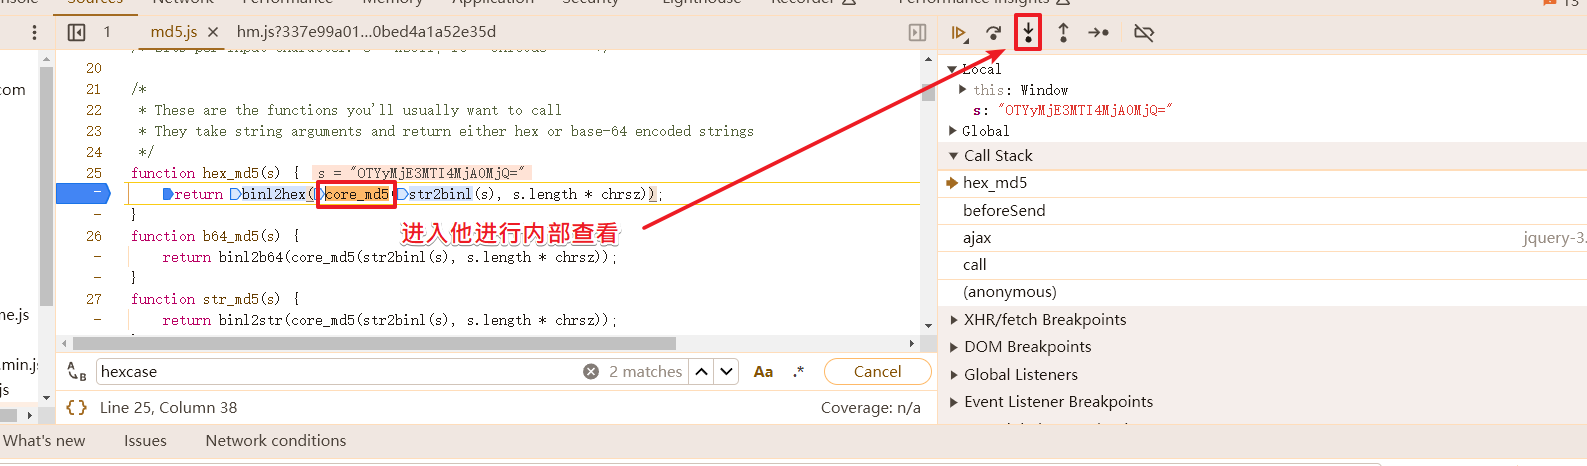 Sources Network Performance Memory Application Security Lighthouse Recorder Performance insights
13
1 md5.js × hm.js?337e99a01...0bed4a1a52e35d
20
21 /*
22 * These are the functions you'll usually want to call
23 * They take string arguments and return either hex or base-64 encoded strings
24 */
25 function hex_md5(s) { s = "OTYyMjE3MTI4MjA0MjQ="
- return binl2hex(core_md5(str2binl(s), s.length * chrsz));
- }
26 function b64_md5(s) {
- return binl2b64(core_md5(str2binl(s), s.length * chrsz));
- }
27 function str_md5(s) {
- return binl2str(core_md5(str2binl(s), s.length * chrsz));
进入他进行内部查看
com
ne.js
.min.js
js
A B hexcase 2 matches Aa .* Cancel
{} Line 25, Column 38 Coverage: n/a
Local
this: Window
s: "OTYyMjE3MTI4MjA0MjQ="
Global
Call Stack
hex_md5
beforeSend
ajax jquery-3.
call
(anonymous)
XHR/fetch Breakpoints
DOM Breakpoints
Global Listeners
Event Listener Breakpoints
What's new Issues Network conditions